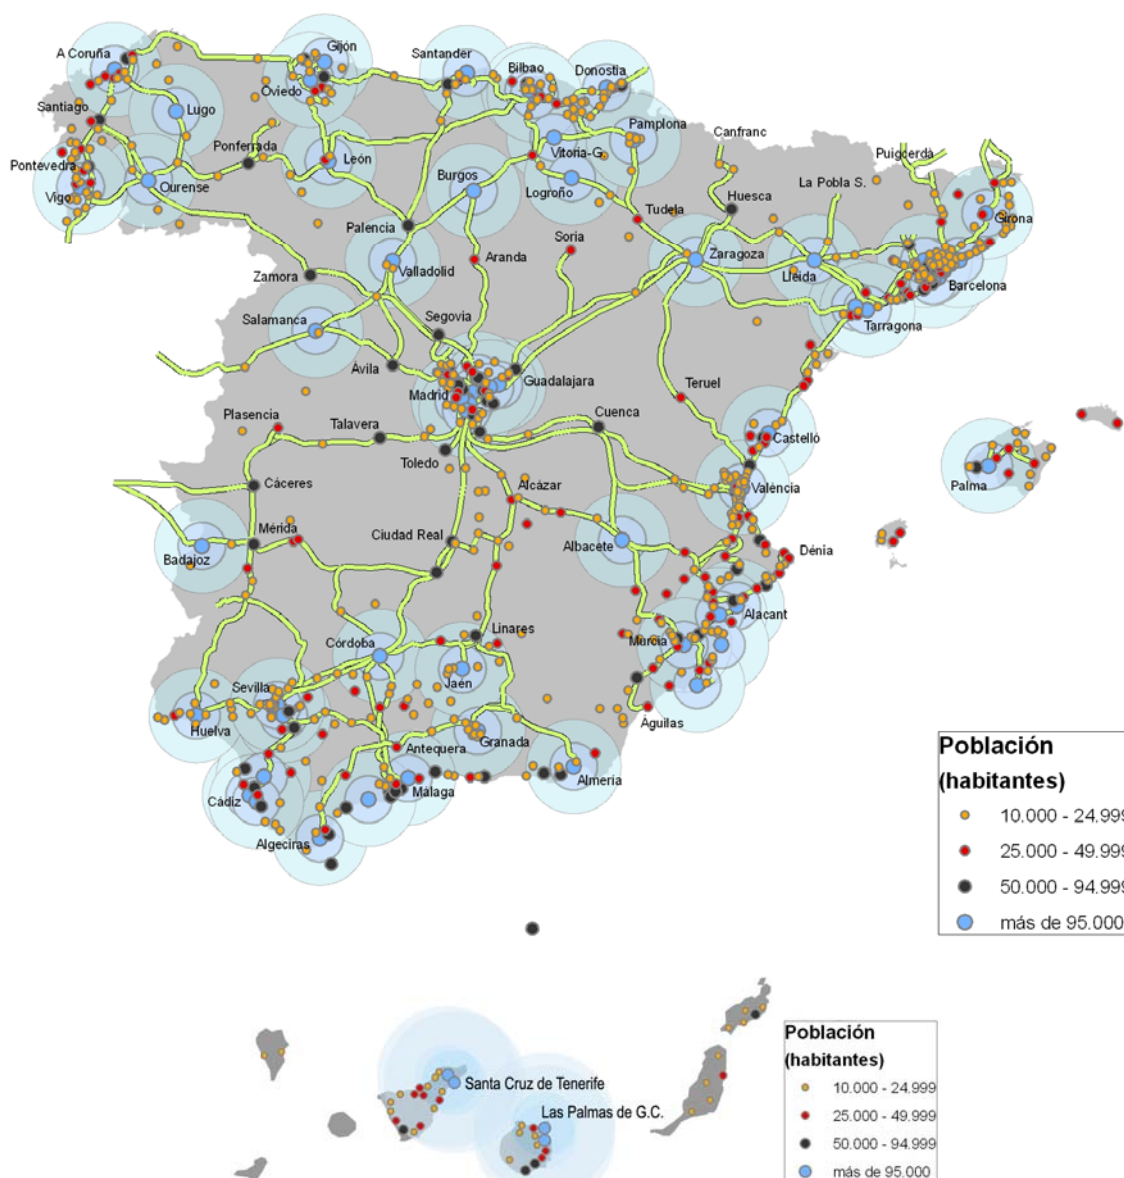 Gijón
A Coruña
Santander
Bilbao
Donostia
Oviedo
Santiago
Lugo
Canfranc
Pamplona
Ponferrada
Puigcerdà
Vitoria-G.
León
Pontevedra
Burgos
La Pobla S.
Ourense
Logroño
Vigo
Huesca
Tudela
Girona
Palencia
Soria
Aranda
Zaragoza
Valladolid
Zamora
Lleida
Barcelona
Salamanca
Segovia
Tarragona
Ávila
Guadalajara
Madrid
Teruel
Plasencia
Cuenca
Talavera
Castelló
Toledo
Cáceres
Alcázar
València
Palma
Mérida
Ciudad Real
Albacete
Dénia
Badajoz
Alacant
Linares
Córdoba
Murcia
Jaén
Sevilla
Águilas
Huelva
Granada
Antequera
Almería
Málaga
Cádiz
Algeciras
Población
(habitantes)
10.000 - 24.999
25.000 - 49.999
50.000 - 94.999
más de 95.000
Santa Cruz de Tenerife
Las Palmas de G.C.
Población
(habitantes)
10.000 - 24.999
25.000 - 49.999
50.000 - 94.999
más de 95.000